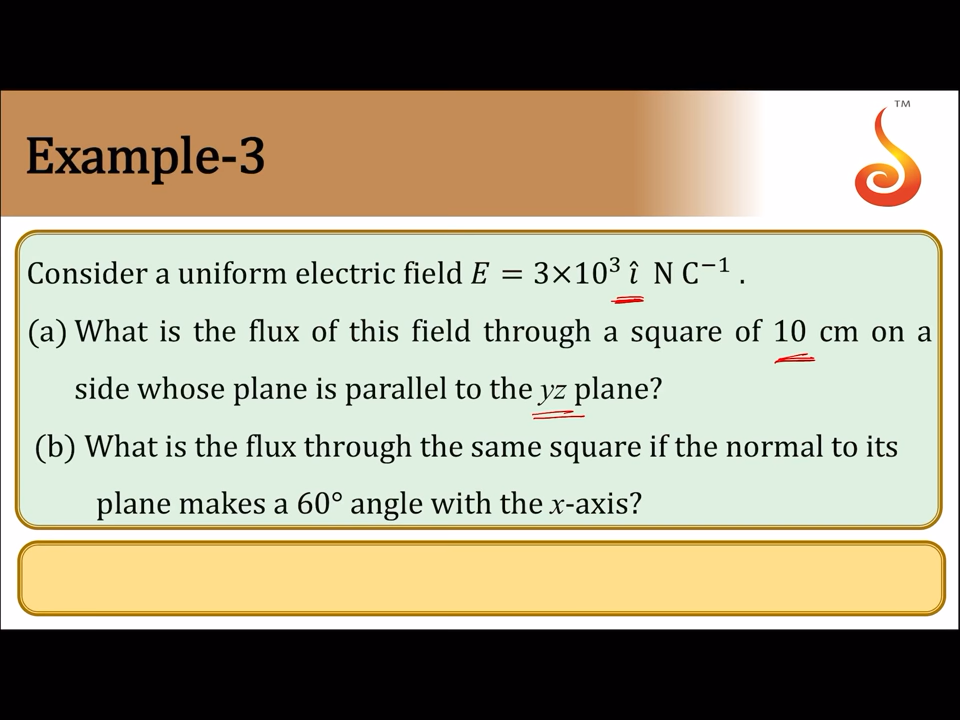 TM
Example-3
Consider a uniform electric field E = 3×10³ î N C⁻¹ .
(a) What is the flux of this field through a square of 10 cm on a
side whose plane is parallel to the yz plane?
(b) What is the flux through the same square if the normal to its
plane makes a 60° angle with the x-axis?